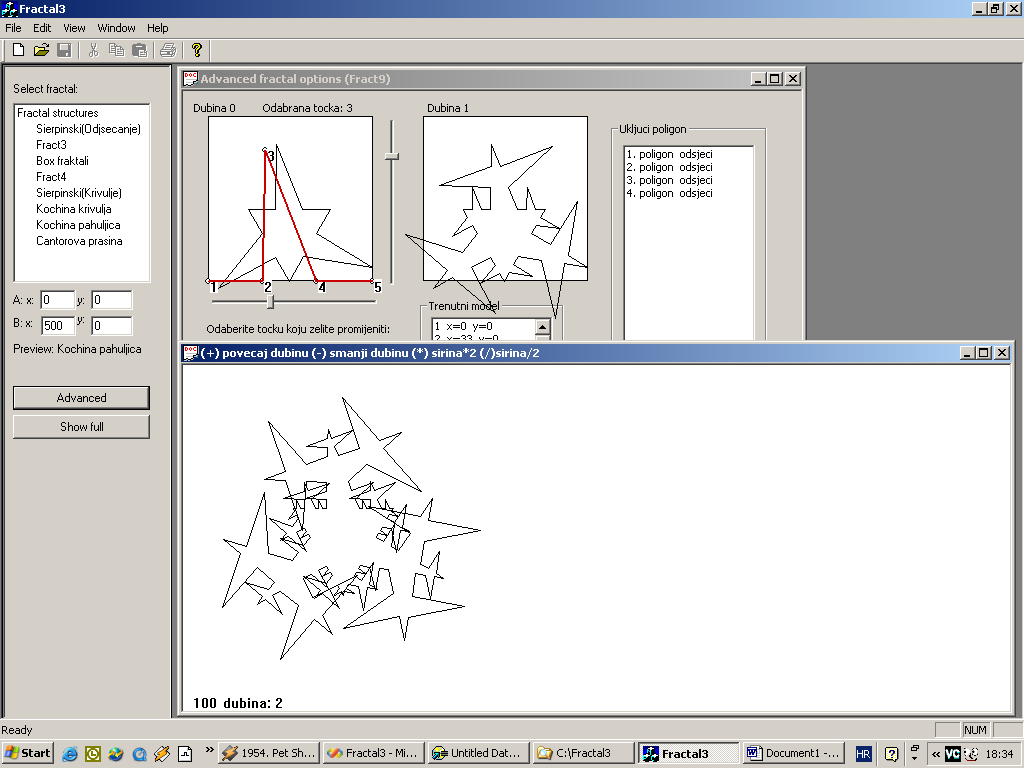 Fractal3
File Edit View Window Help
Select fractal:
Fractal structures
Sierpinski(Odjsecanje)
Fract3
Box fraktali
Fract4
Sierpinski(Krivulje)
Kochina krivulja
Kochina pahuljica
Cantorova prasina
A: x: 0 y: 0
B: x: 500 y: 0
Preview: Kochina pahuljica
Advanced
Show full
Advanced fractal options (Fract9)
Dubina 0 Odabrana tocka: 3 Dubina 1
3
1 2 4 5
Odaberite tocku koju zelite promijeniti:
Trenutni model
1 x=0 y=0
2 x=33 y=0
Ukljuci poligon
1. poligon odsjeci
2. poligon odsjeci
3. poligon odsjeci
4. poligon odsjeci
(+) povecaj dubinu (-) smanji dubinu (*) sirina*2 (/)sirina/2
100 dubina: 2
Ready NUM
Start » 1954. Pet Sh... Fractal3 - Mi... Untitled Dat... C:\Fractal3 Fractal3 Document1 -... HR « VC 18:34